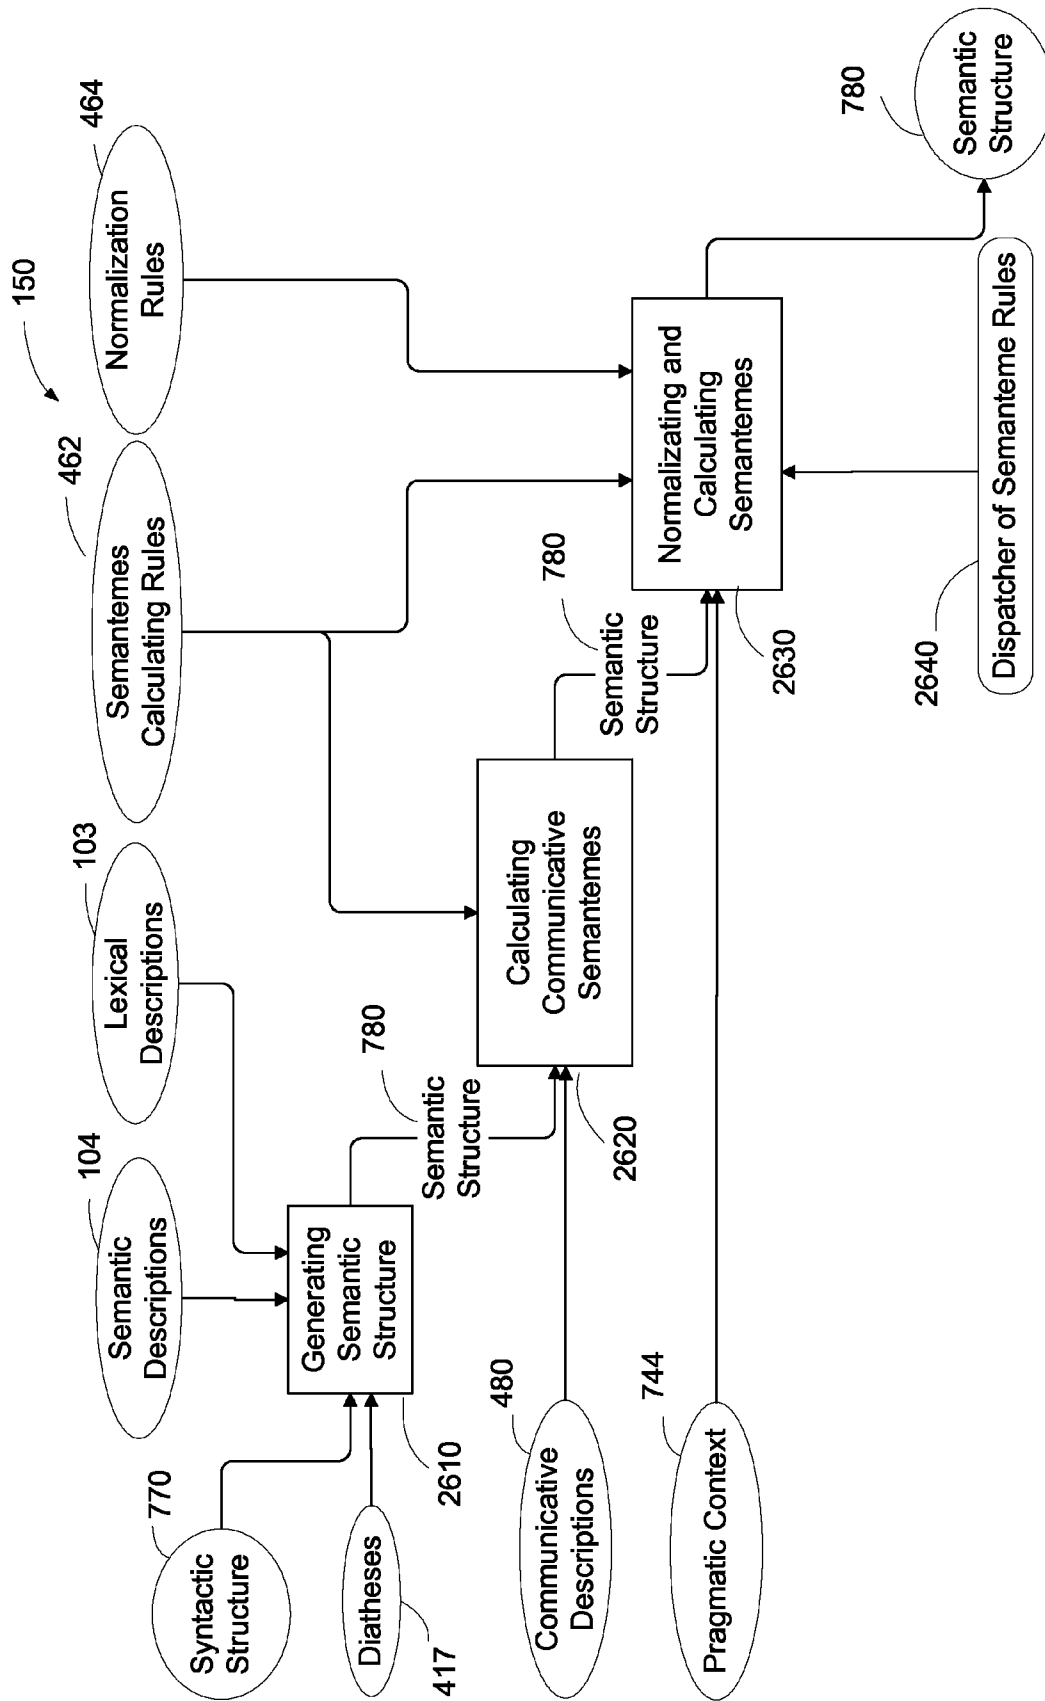 150
770
Syntactic
Structure
104
Semantic
Descriptions
103
Lexical
Descriptions
462
Semantemes
Calculating Rules
464
Normalization
Rules
Diatheses
417
Generating
Semantic
Structure
2610
780
Semantic
Structure
480
Communicative
Descriptions
Calculating
Communicative
Semantemes
2620
780
Semantic
Structure
744
Pragmatic Context
Normalizating and
Calculating
Semantemes
2630
2640
Dispatcher of Semanteme Rules
780
Semantic
Structure